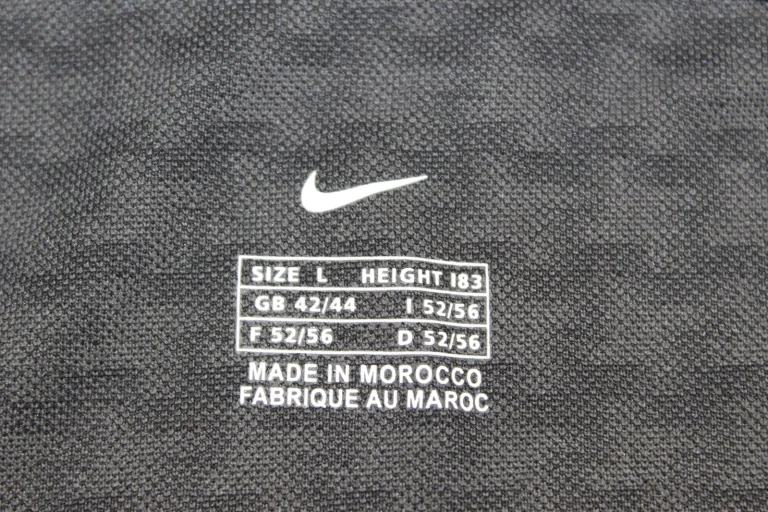 SIZE L HEIGHT 183
GB 42/44 I 52/56
F 52/56 D 52/56
MADE IN MOROCCO
FABRIQUE AU MAROC